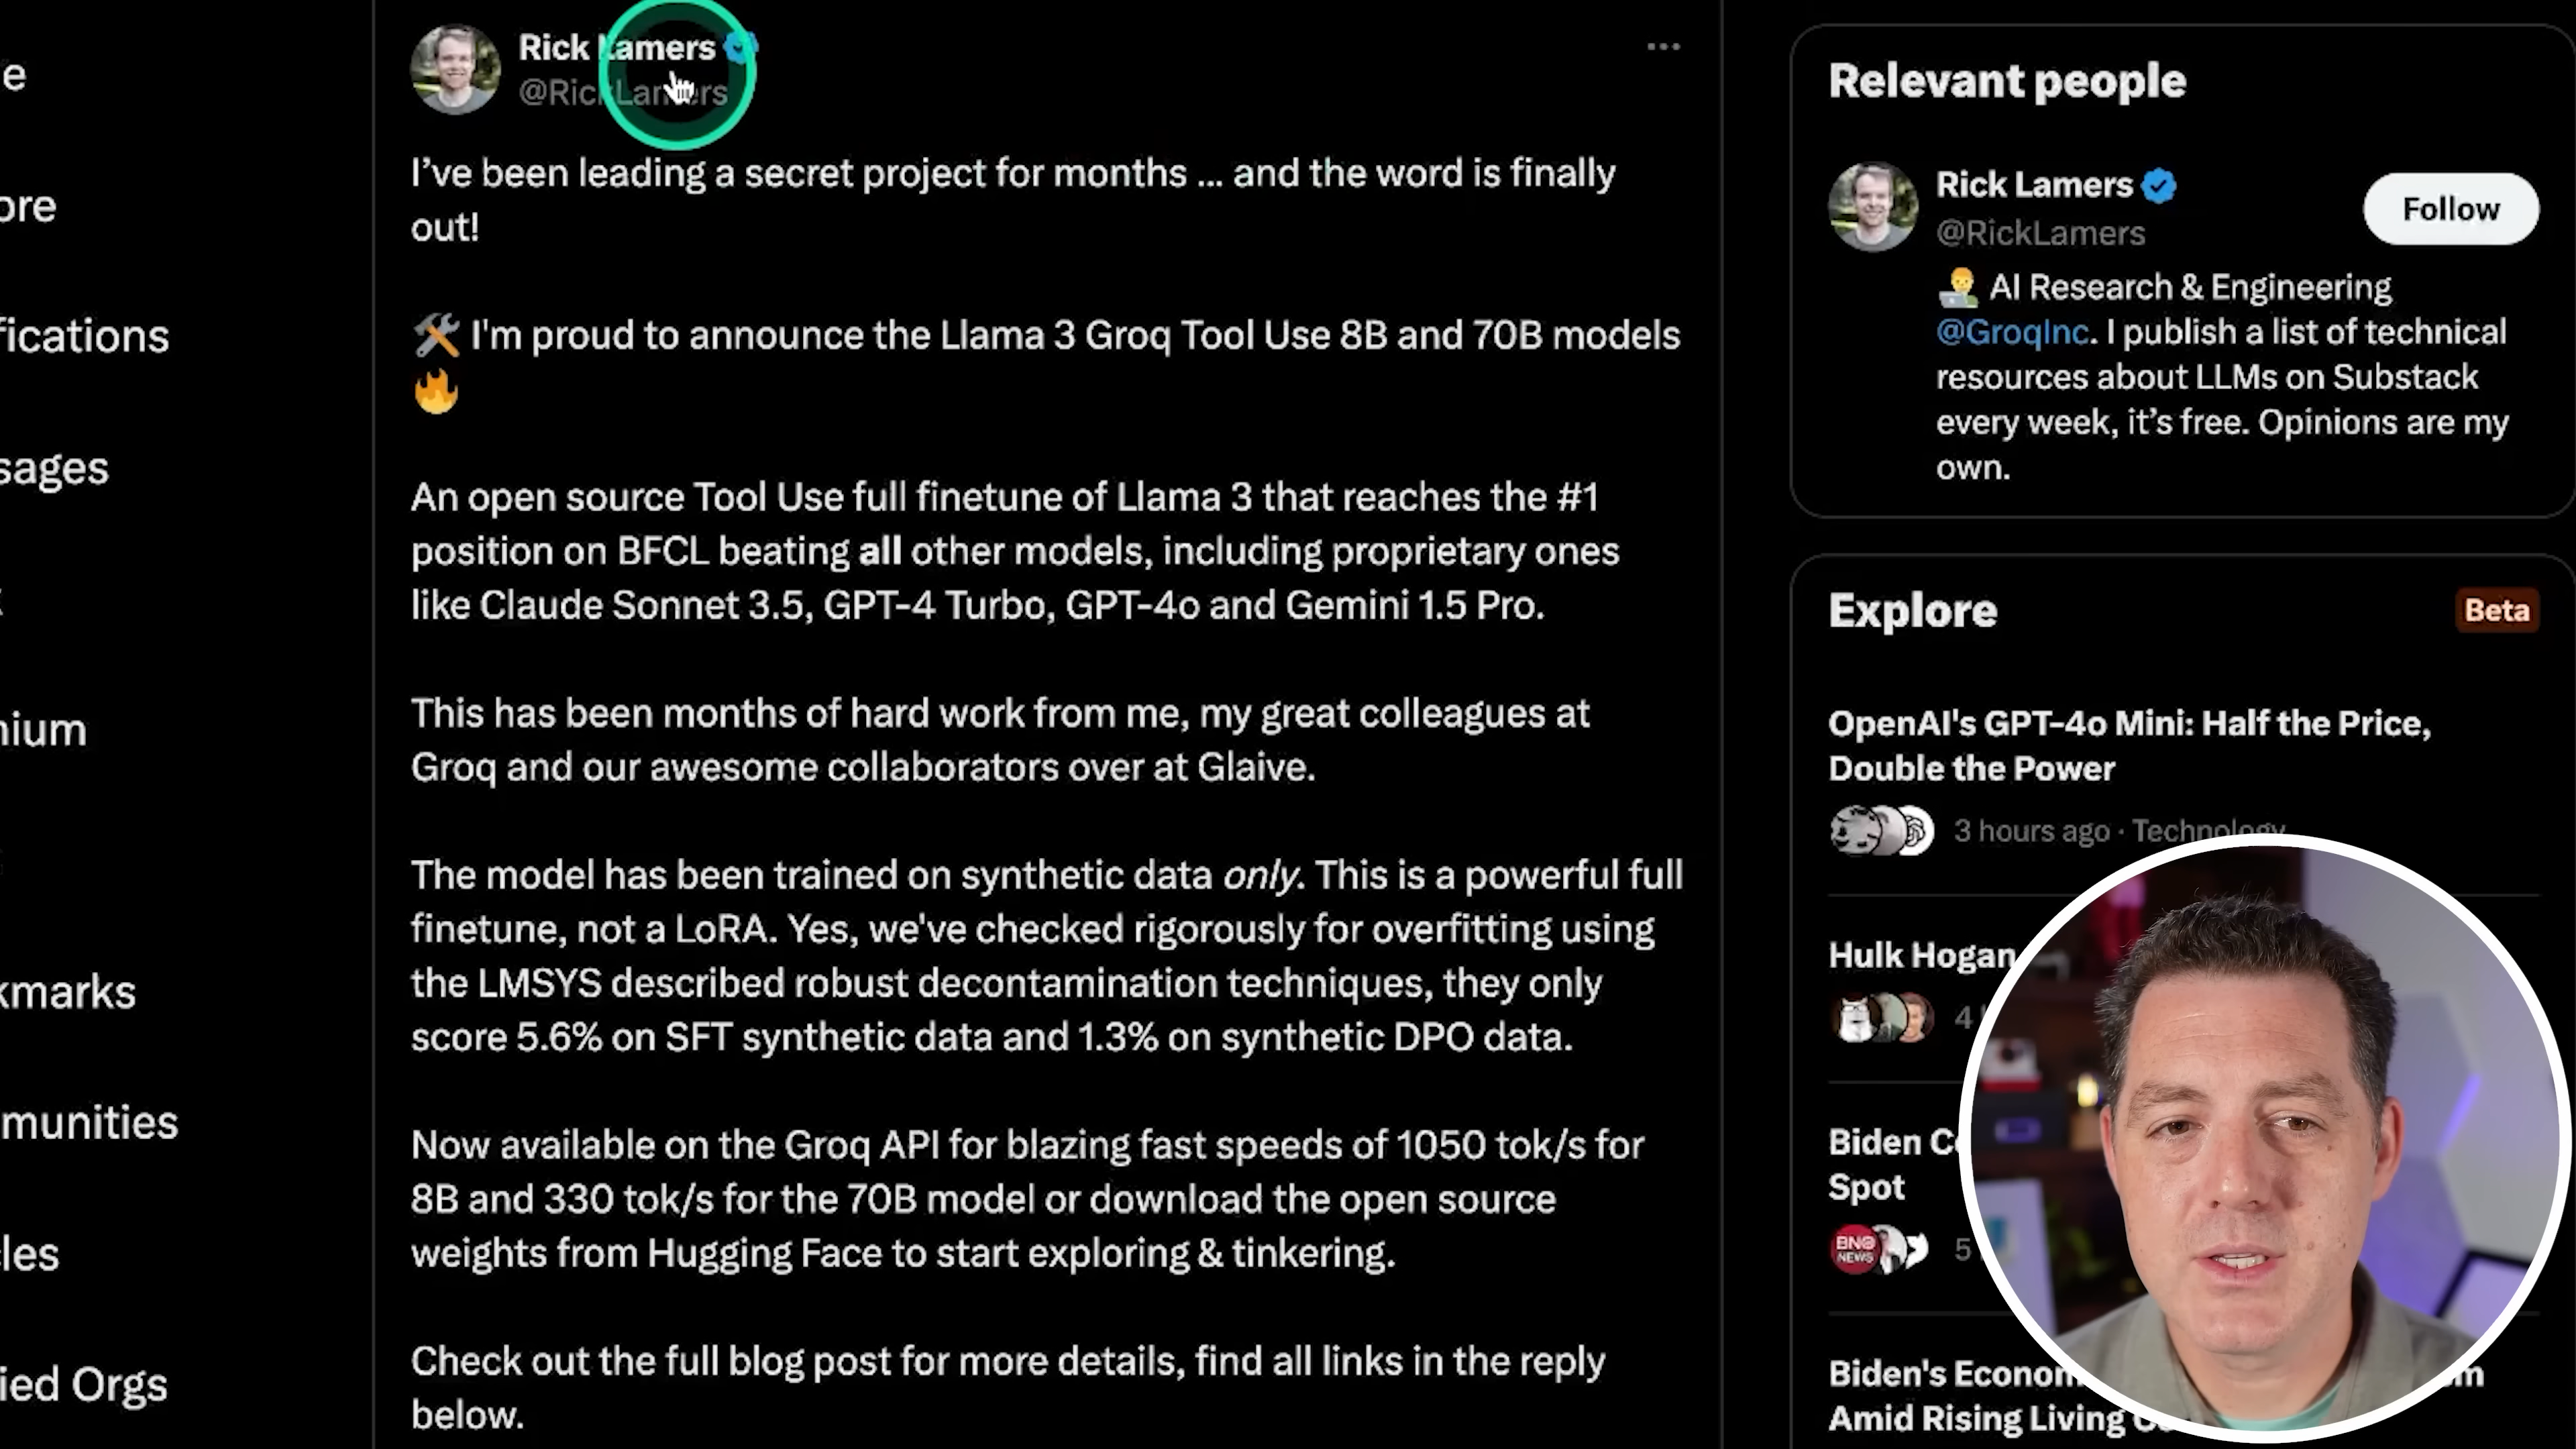 Rick Lamers
@RickLamers
I’ve been leading a secret project for months ... and the word is finally
out!
🛠 I'm proud to announce the Llama 3 Groq Tool Use 8B and 70B models
🔥
An open source Tool Use full finetune of Llama 3 that reaches the #1
position on BFCL beating all other models, including proprietary ones
like Claude Sonnet 3.5, GPT-4 Turbo, GPT-4o and Gemini 1.5 Pro.
This has been months of hard work from me, my great colleagues at
Groq and our awesome collaborators over at Glaive.
The model has been trained on synthetic data only. This is a powerful full
finetune, not a LoRA. Yes, we've checked rigorously for overfitting using
the LMSYS described robust decontamination techniques, they only
score 5.6% on SFT synthetic data and 1.3% on synthetic DPO data.
Now available on the Groq API for blazing fast speeds of 1050 tok/s for
8B and 330 tok/s for the 70B model or download the open source
weights from Hugging Face to start exploring & tinkering.
Check out the full blog post for more details, find all links in the reply
below.
e
ore
fications
sages
nium
kmarks
munities
les
ied Orgs
Relevant people
Rick Lamers
@RickLamers
Follow
👨‍💻 AI Research & Engineering
@GroqInc. I publish a list of technical
resources about LLMs on Substack
every week, it’s free. Opinions are my
own.
Explore
Beta
OpenAI's GPT-4o Mini: Half the Price,
Double the Power
3 hours ago · Technology
Hulk Hogan
4
Biden
Spot
BNO
NEWS
5
Biden's
Amid Rising Living